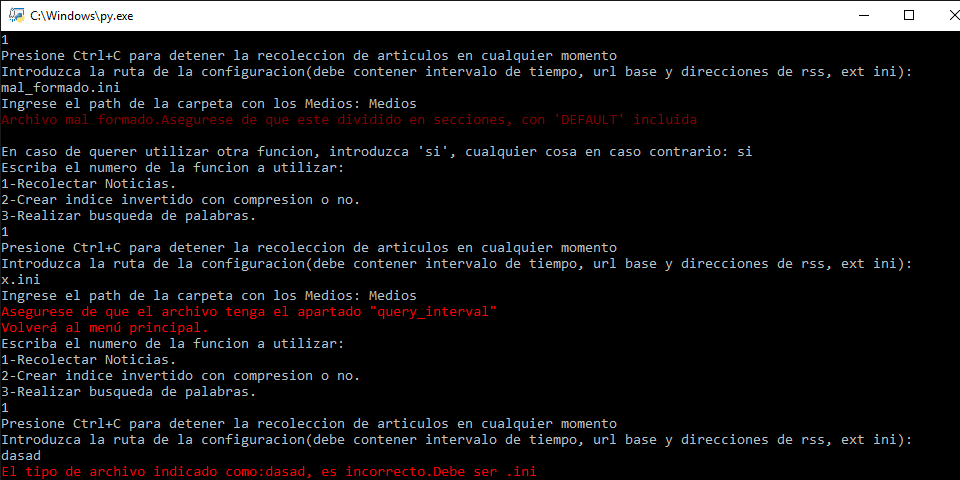 C:\Windows\py.exe
1
Presione Ctrl+C para detener la recoleccion de articulos en cualquier momento
Introduzca la ruta de la configuracion(debe contener intervalo de tiempo, url base y direcciones de rss, ext ini):
mal_formado.ini
Ingrese el path de la carpeta con los Medios: Medios
Archivo mal formado.Asegurese de que este dividido en secciones, con 'DEFAULT' incluida
En caso de querer utilizar otra funcion, introduzca 'si', cualquier cosa en caso contrario: si
Escriba el numero de la funcion a utilizar:
1-Recolectar Noticias.
2-Crear indice invertido con compresion o no.
3-Realizar busqueda de palabras.
1
Presione Ctrl+C para detener la recoleccion de articulos en cualquier momento
Introduzca la ruta de la configuracion(debe contener intervalo de tiempo, url base y direcciones de rss, ext ini):
x.ini
Ingrese el path de la carpeta con los Medios: Medios
Asegurese de que el archivo tenga el apartado "query_interval"
Volverá al menú principal.
Escriba el numero de la funcion a utilizar:
1-Recolectar Noticias.
2-Crear indice invertido con compresion o no.
3-Realizar busqueda de palabras.
1
Presione Ctrl+C para detener la recoleccion de articulos en cualquier momento
Introduzca la ruta de la configuracion(debe contener intervalo de tiempo, url base y direcciones de rss, ext ini):
dasad
El tipo de archivo indicado como:dasad, es incorrecto.Debe ser .ini